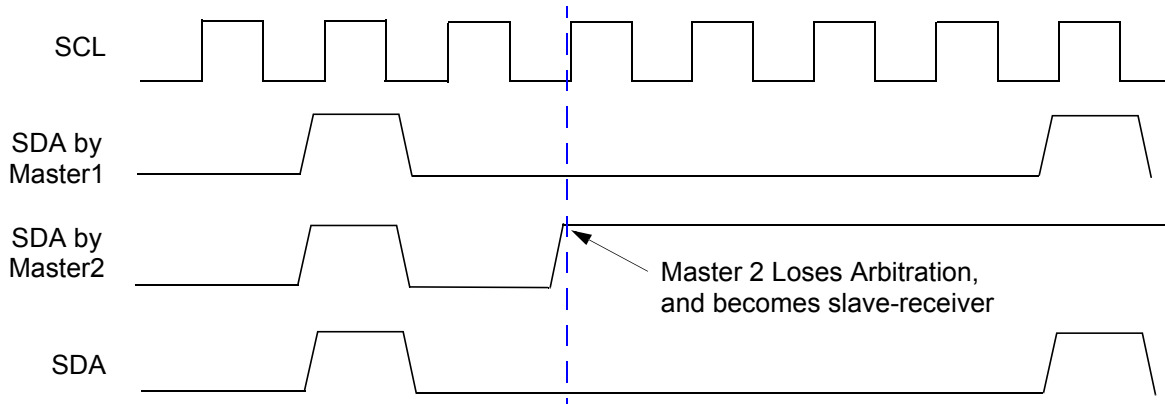 SCL
SDA by
Master1
SDA by
Master2
Master 2 Loses Arbitration,
and becomes slave-receiver
SDA